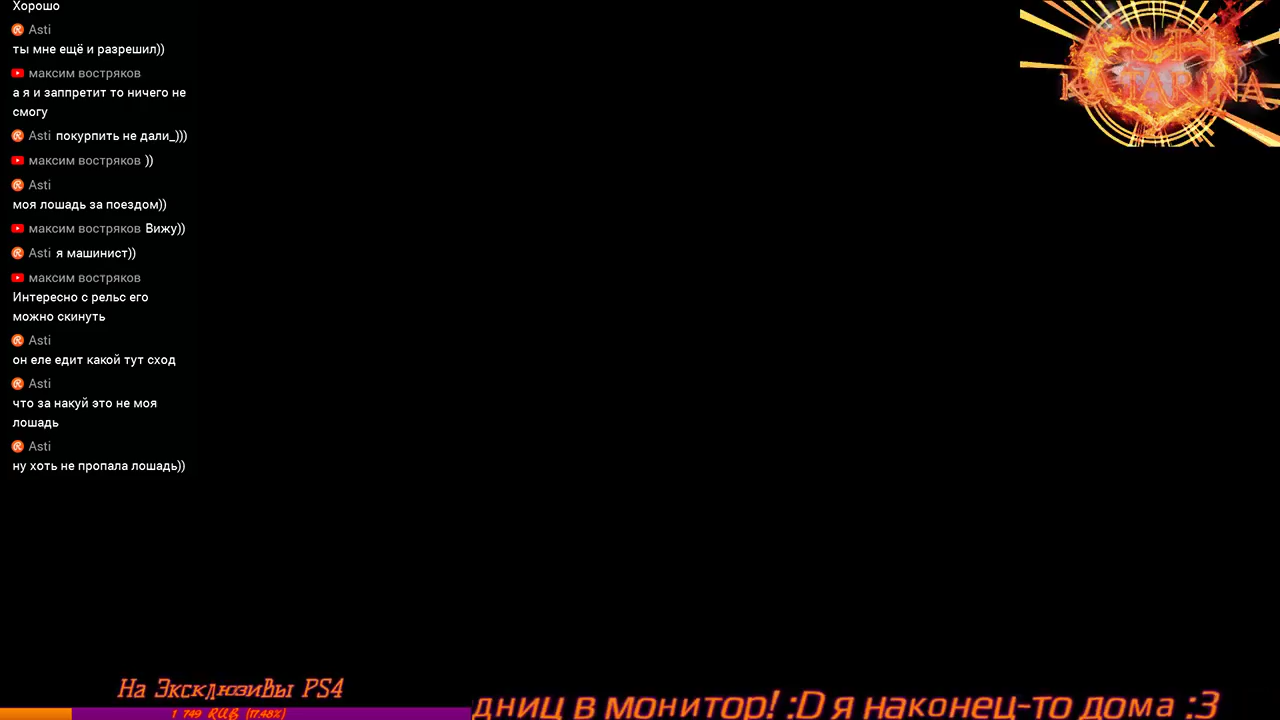 Хорошо
Asti
ты мне ещё и разрешил))
максим востряков
а я и заппретит то ничего не
смогу
Asti покурпить не дали_)))
максим востряков ))
Asti
моя лошадь за поездом))
максим востряков Вижу))
Asti я машинист))
максим востряков
Интересно с рельс его
можно скинуть
Asti
он еле едит какой тут сход
Asti
что за накуй это не моя
лошадь
Asti
ну хоть не пропала лошадь))
ASTI
KATARINA
На Эксклюзивы PS4
1 749 RUB (17.48%)
дниц в монитор! :D я наконец-то дома :3